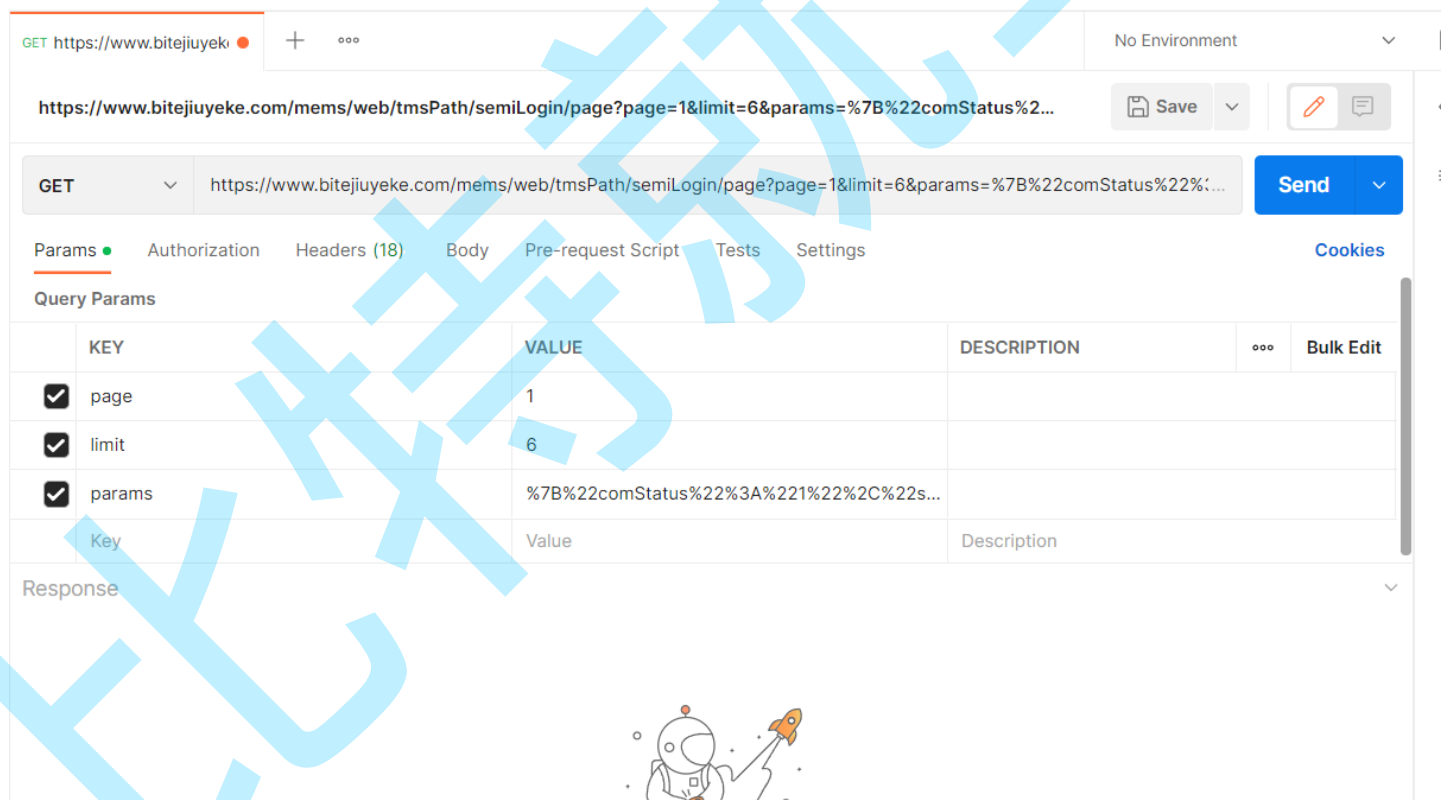 GET https://www.bitejiuyek
No Environment
https://www.bitejiuyeke.com/mems/web/tmsPath/semiLogin/page?page=1&limit=6&params=%7B%22comStatus%2...
Save
GET
https://www.bitejiuyeke.com/mems/web/tmsPath/semiLogin/page?page=1&limit=6&params=%7B%22comStatus%22%...
Send
Params
Authorization
Headers (18)
Body
Pre-request Script
Tests
Settings
Cookies
Query Params
KEY
VALUE
DESCRIPTION
Bulk Edit
page
1
limit
6
params
%7B%22comStatus%22%3A%221%22%2C%22s...
Key
Value
Description
Response
比特就